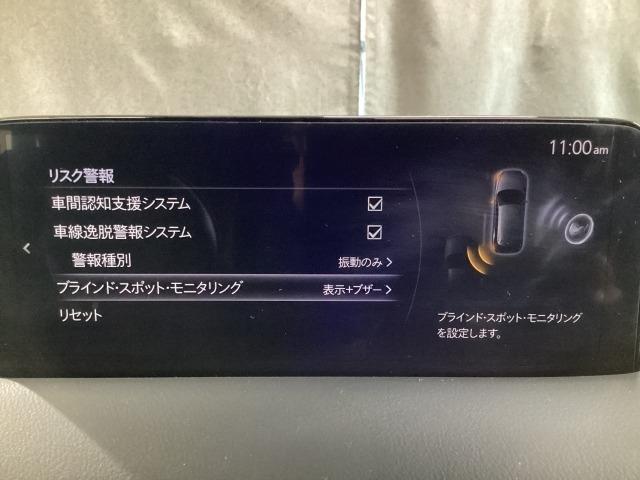 11:00am
リスク警報
車間認知支援システム
車線逸脱警報システム
警報種別 振動のみ >
ブラインド・スポット・モニタリング 表示+ブザー >
リセット
ブラインド・スポット・モニタリング
を設定します。